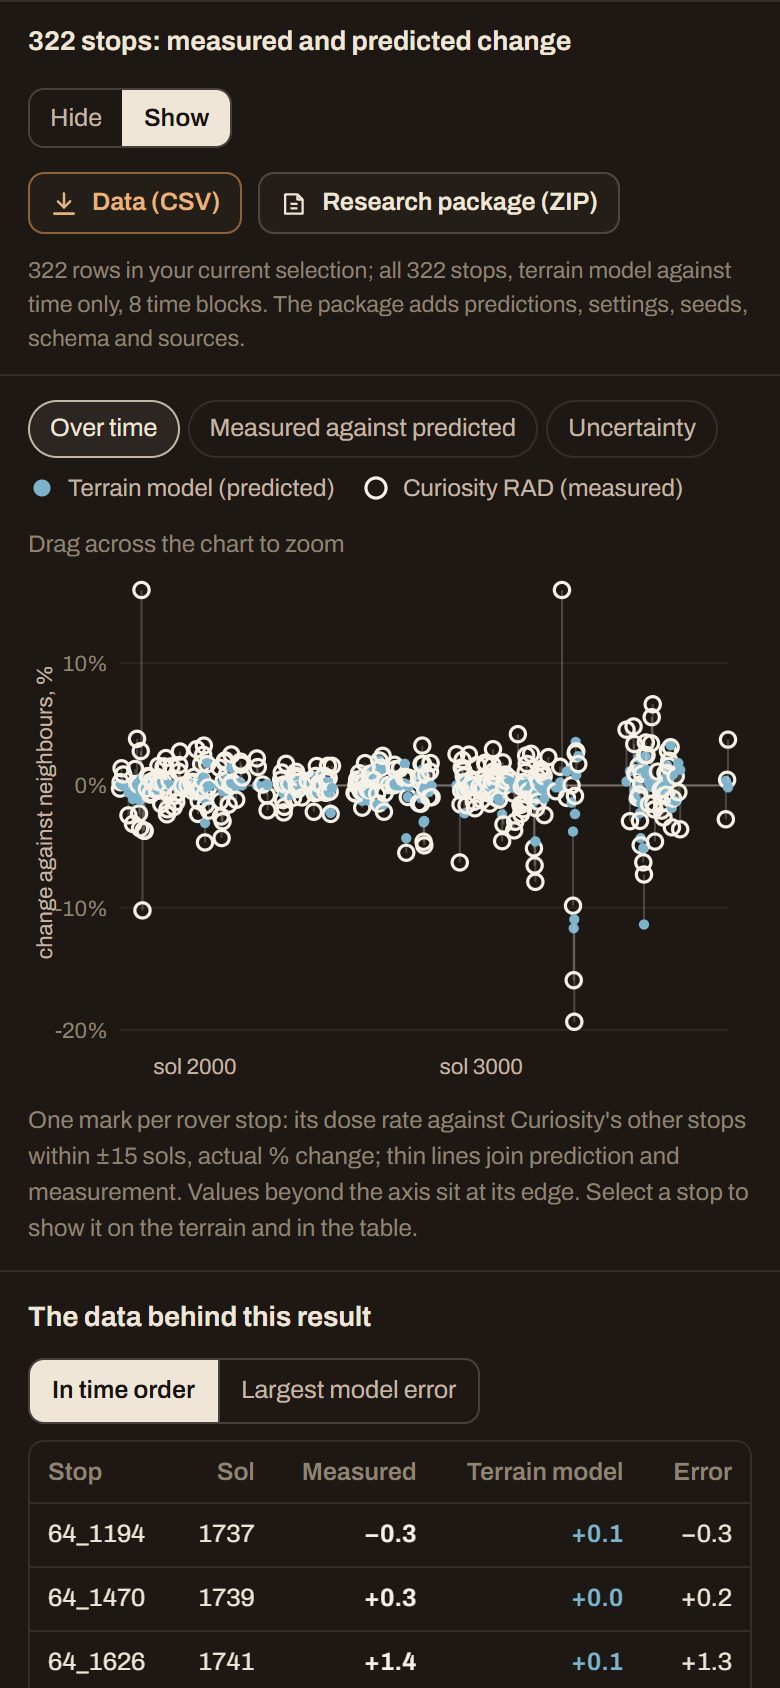 322 stops: measured and predicted change
Hide
Show
Data (CSV)
Research package (ZIP)
322 rows in your current selection; all 322 stops, terrain model against
time only, 8 time blocks. The package adds predictions, settings, seeds,
schema and sources.
Over time
Measured against predicted
Uncertainty
Terrain model (predicted)
Curiosity RAD (measured)
Drag across the chart to zoom
change against neighbours, %
10%
0%
-10%
-20%
sol 2000
sol 3000
One mark per rover stop: its dose rate against Curiosity's other stops
within ±15 sols, actual % change; thin lines join prediction and
measurement. Values beyond the axis sit at its edge. Select a stop to
show it on the terrain and in the table.
The data behind this result
In time order
Largest model error
Stop Sol Measured Terrain model Error
64_1194 1737 −0.3 +0.1 −0.3
64_1470 1739 +0.3 +0.0 +0.2
64_1626 1741 +1.4 +0.1 +1.3